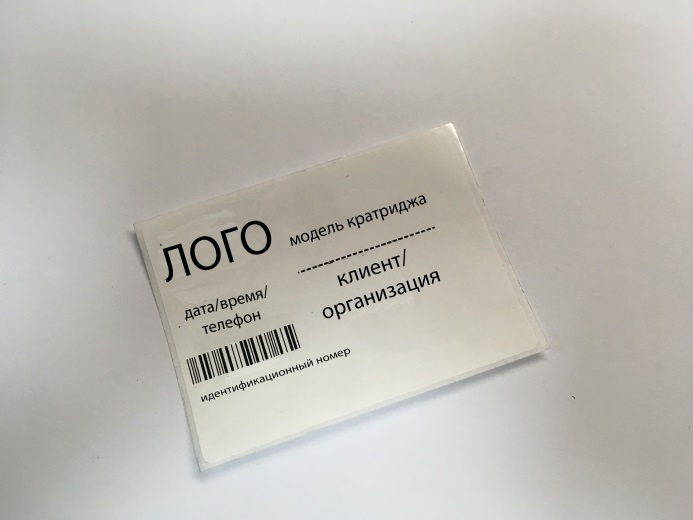 ЛОГО
модель кратриджа
дата/время/
телефон
клиент/
организация
идентификационный номер